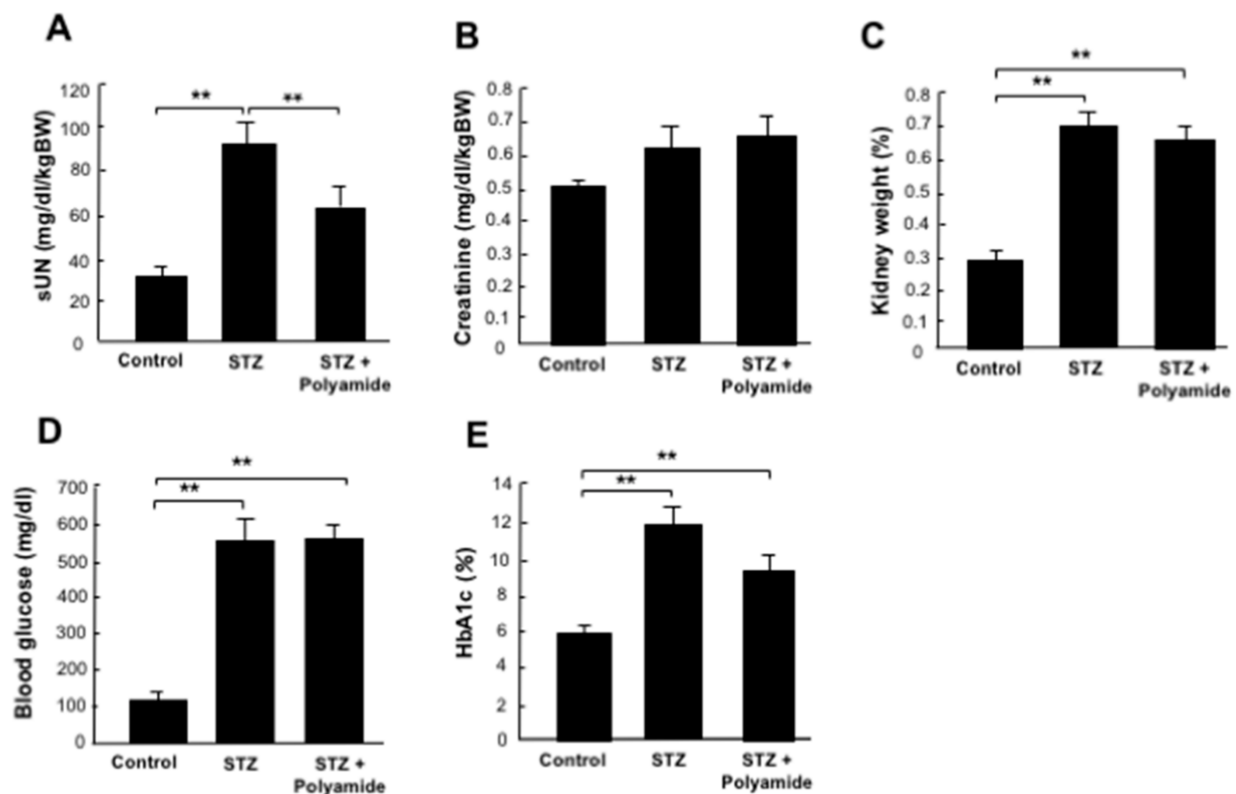 A
sUN (mg/dl/kgBW)
120
100
80
60
40
20
0
**
**
Control
STZ
STZ +
Polyamide
B
Creatinine (mg/dl/kgBW)
0.8
0.7
0.6
0.5
0.4
0.3
0.2
0.1
0
Control
STZ
STZ +
Polyamide
C
Kidney weight (%)
0.8
0.7
0.6
0.5
0.4
0.3
0.2
0.1
0
**
**
Control
STZ
STZ +
Polyamide
D
Blood glucose (mg/dl)
700
600
500
400
300
200
100
0
**
**
Control
STZ
STZ +
Polyamide
E
HbA1c (%)
14
12
10
8
6
4
2
0
**
**
Control
STZ
STZ +
Polyamide